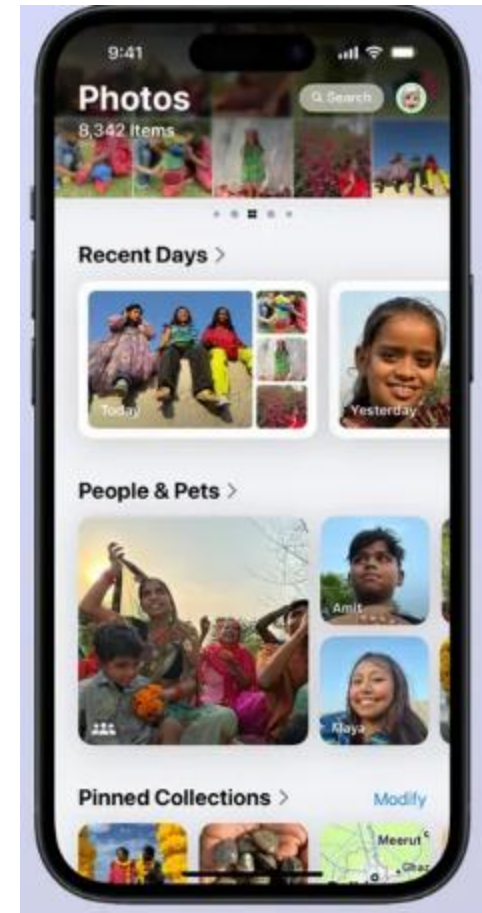 9:41
Photos
Search
8,342 Items
Recent Days >
Today
Yesterday
People & Pets >
Amit
Maya
Pinned Collections >
Modify
Meerut